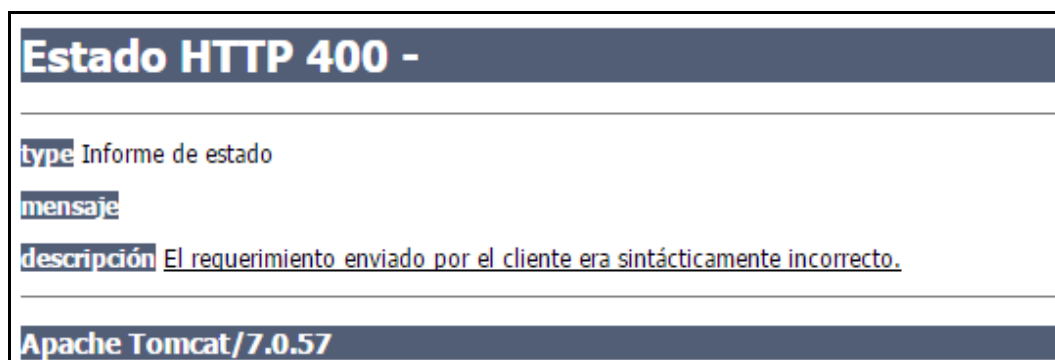 Estado HTTP 400 -
type Informe de estado
mensaje
descripción El requerimiento enviado por el cliente era sintácticamente incorrecto.
Apache Tomcat/7.0.57